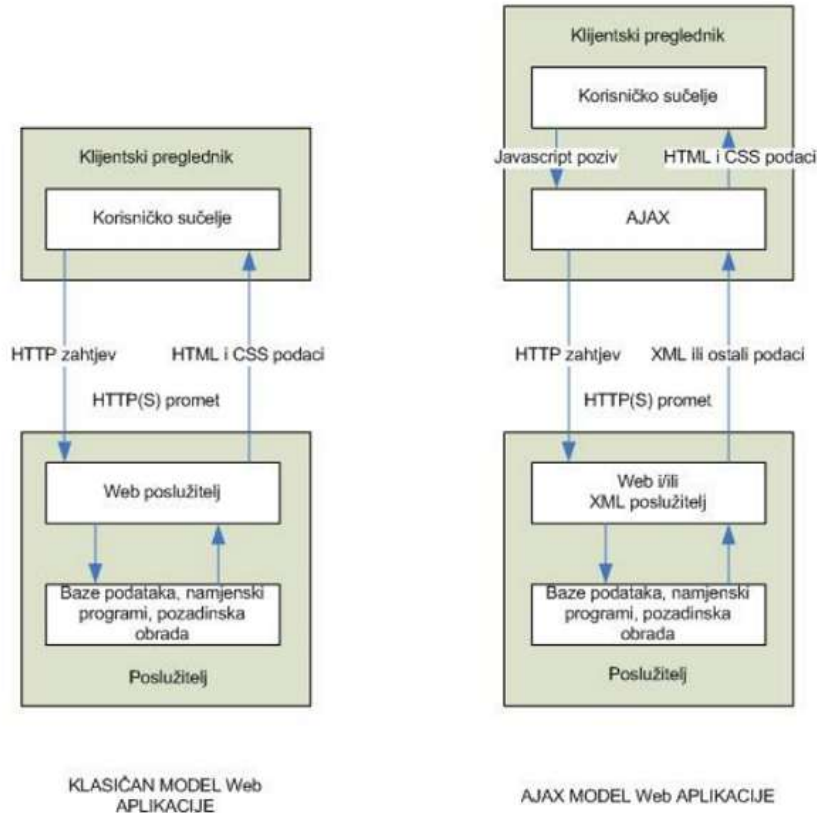 Klijentski preglednik
Korisničko sučelje
HTTP zahtjev
HTML i CSS podaci
HTTP(S) promet
Web poslužitelj
Baze podataka, namjenski
programi, pozadinska
obrada
Poslužitelj
KLASIČAN MODEL Web
APLIKACIJE
Klijentski preglednik
Korisničko sučelje
Javascript poziv
HTML i CSS podaci
AJAX
HTTP zahtjev
XML ili ostali podaci
HTTP(S) promet
Web i/ili
XML poslužitelj
Baze podataka, namjenski
programi, pozadinska
obrada
Poslužitelj
AJAX MODEL Web APLIKACIJE